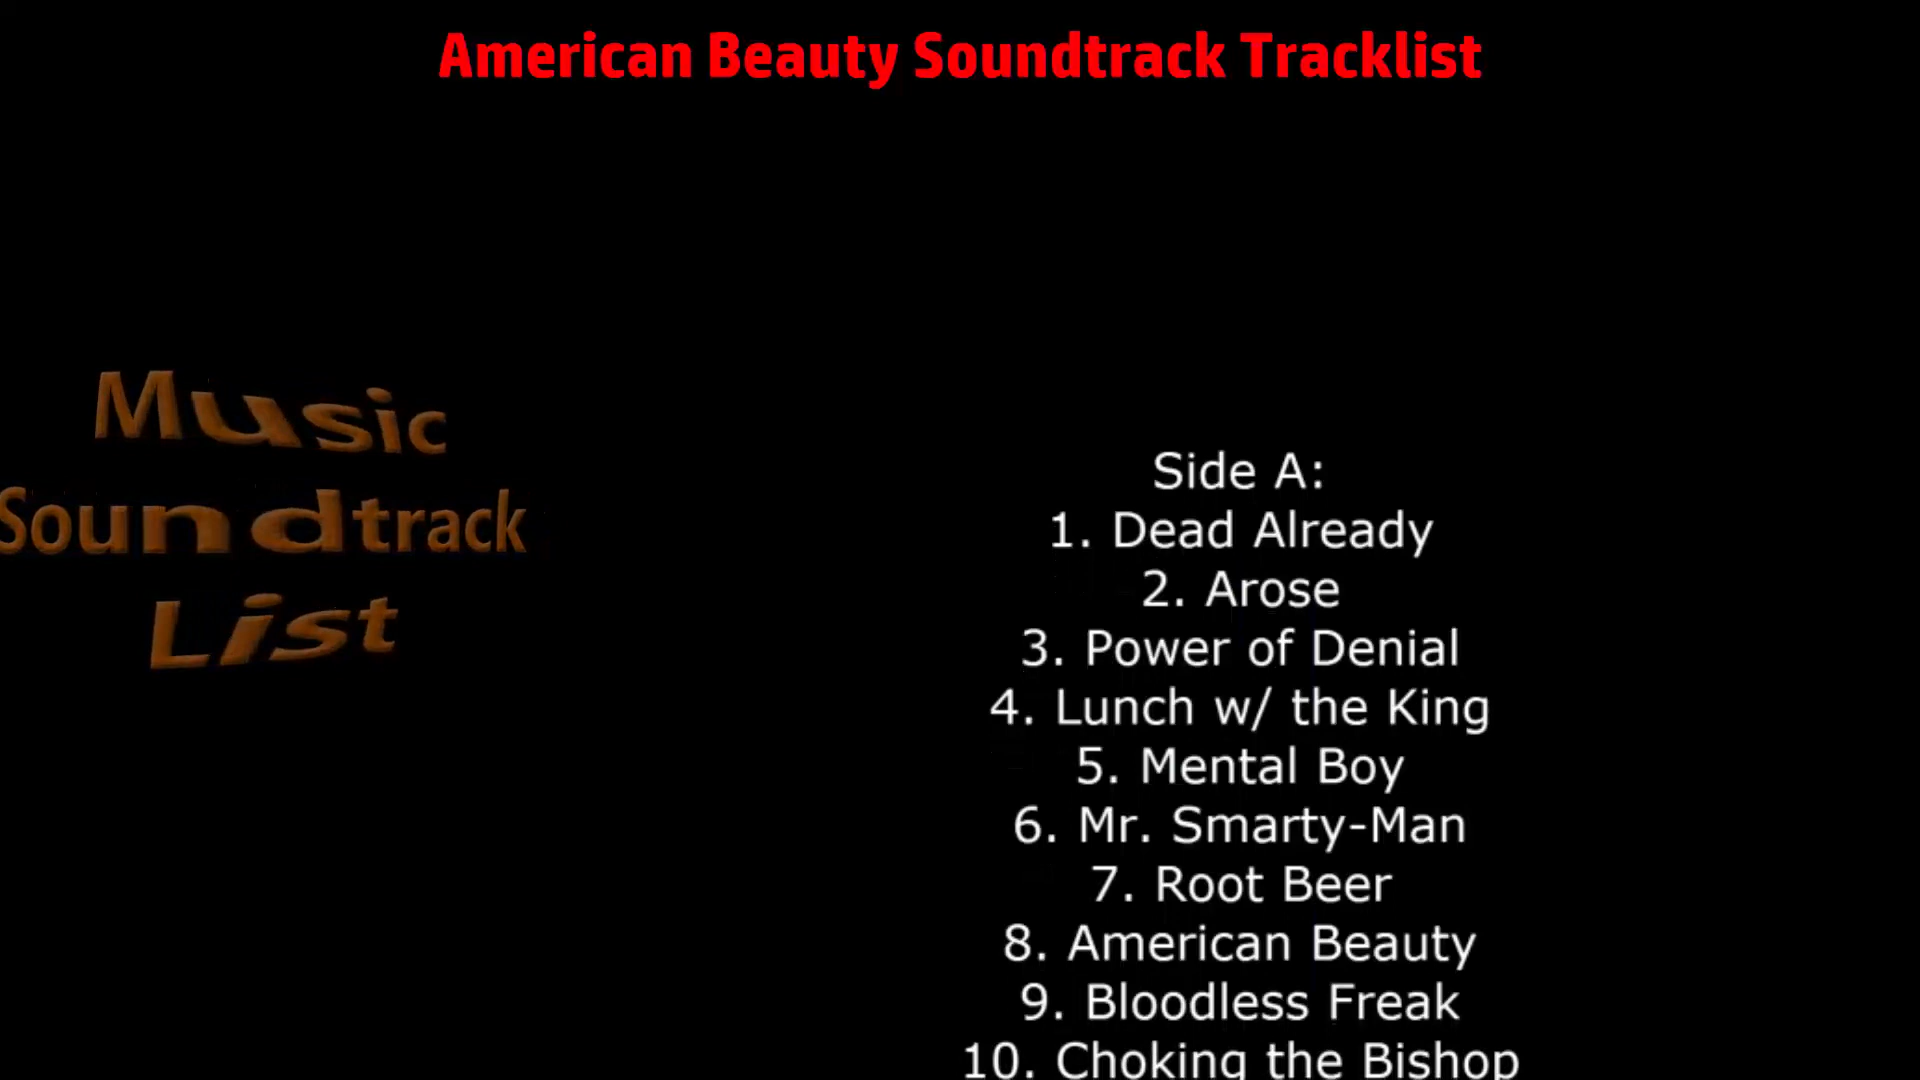 American Beauty Soundtrack Tracklist
Music
Soundtrack
List
Side A:
1. Dead Already
2. Arose
3. Power of Denial
4. Lunch w/ the King
5. Mental Boy
6. Mr. Smarty-Man
7. Root Beer
8. American Beauty
9. Bloodless Freak
10. Choking the Bishop